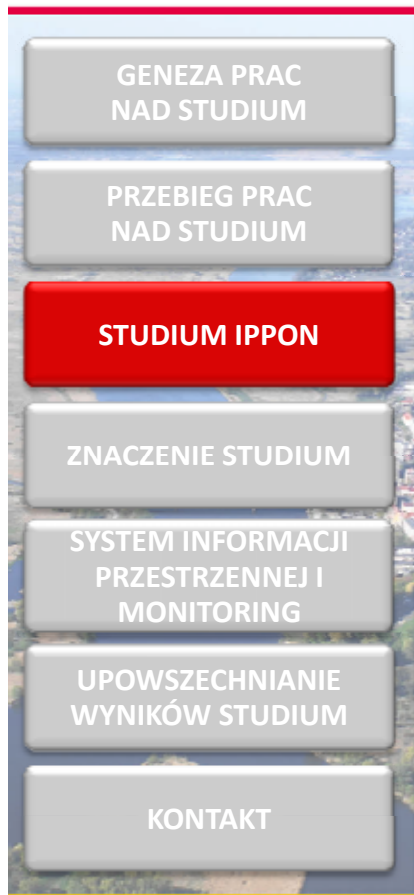 GENEZA PRAC
NAD STUDIUM
PRZEBIEG PRAC
NAD STUDIUM
STUDIUM IPPON
ZNACZENIE STUDIUM
SYSTEM INFORMACJI
PRZESTRZENNEJ I
MONITORING
UPOWSZECHNIANIE
WYNIKÓW STUDIUM
KONTAKT